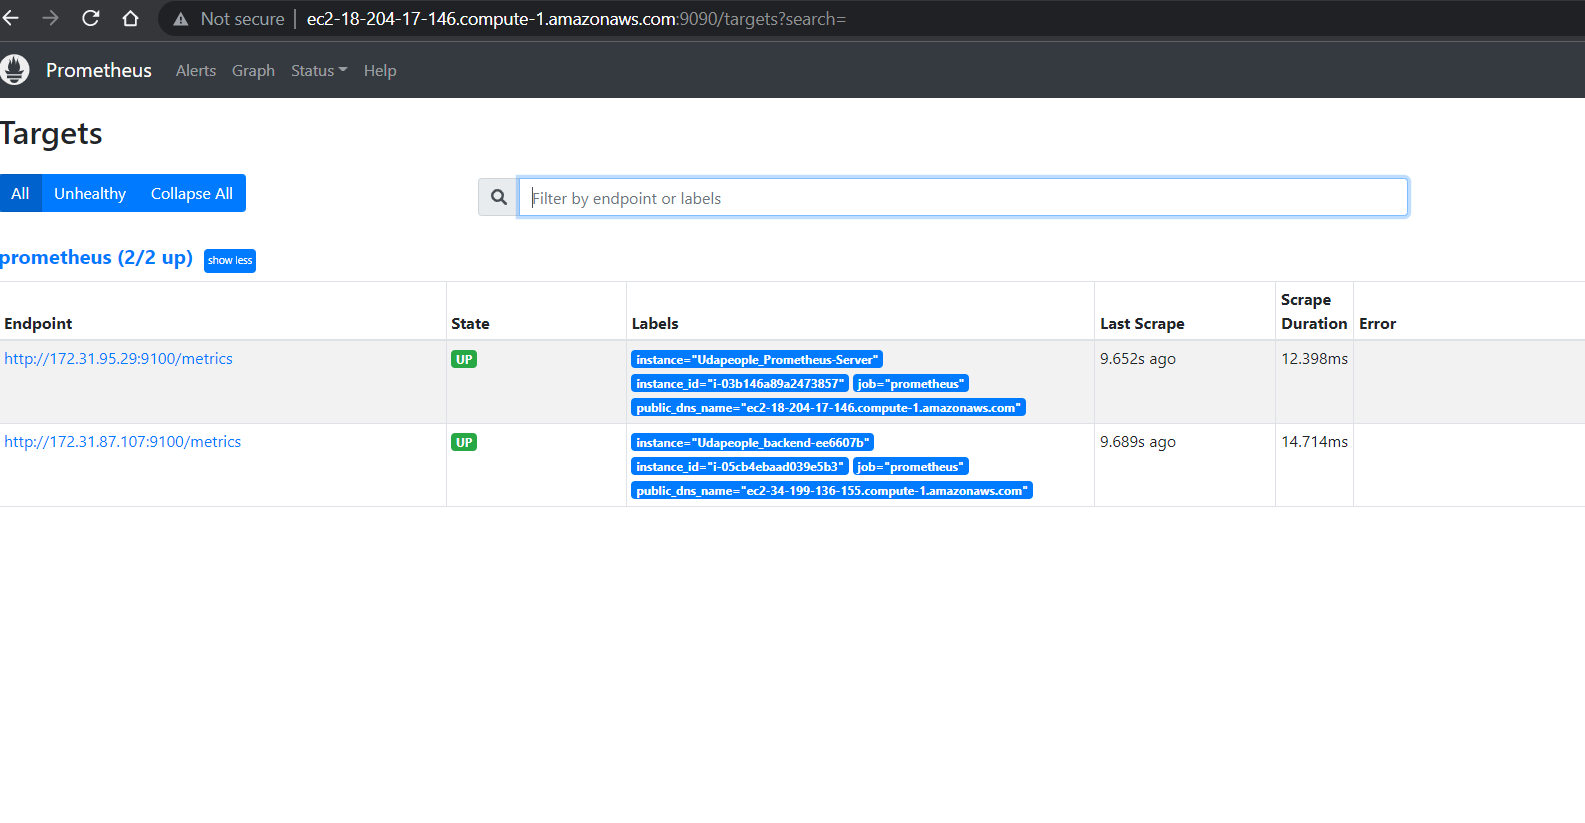 Not secure | ec2-18-204-17-146.compute-1.amazonaws.com:9090/targets?search=
Prometheus Alerts Graph Status Help
Targets
All Unhealthy Collapse All
Filter by endpoint or labels
prometheus (2/2 up) show less
Endpoint State Labels Last Scrape Scrape Duration Error
http://172.31.95.29:9100/metrics UP instance="Udapeople_Prometheus-Server" 9.652s ago 12.398ms
instance_id="i-03b146a89a2473857" job="prometheus"
public_dns_name="ec2-18-204-17-146.compute-1.amazonaws.com"
http://172.31.87.107:9100/metrics UP instance="Udapeople_backend-ee6607b" 9.689s ago 14.714ms
instance_id="i-05cb4ebaad039e5b3" job="prometheus"
public_dns_name="ec2-34-199-136-155.compute-1.amazonaws.com"